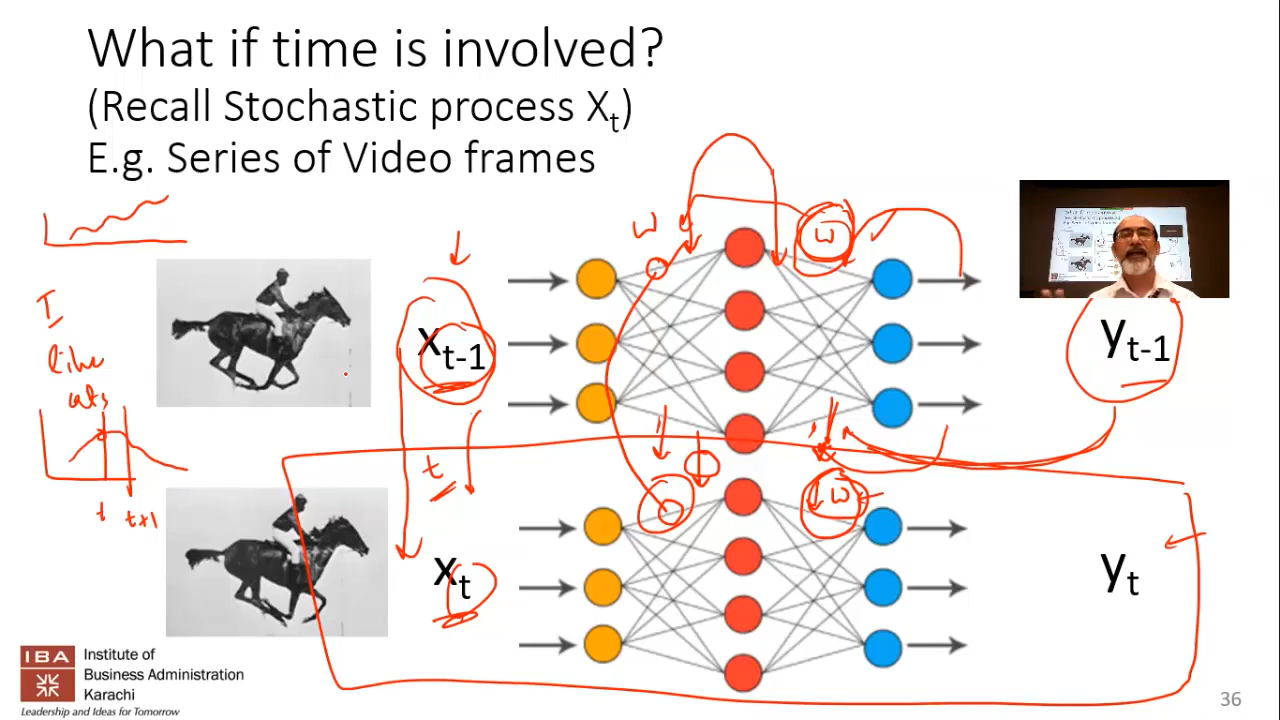 What if time is involved?
(Recall Stochastic process Xt)
E.g. Series of Video frames
W
W
I
like
cats
t
t+1
xt-1
yt-1
t
W
xt
yt
IBA
Institute of
Business Administration
Karachi
Leadership and Ideas for Tomorrow
36